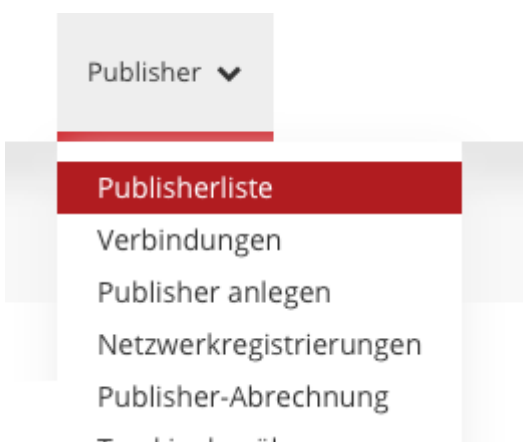 Publisher
Publisherliste
Verbindungen
Publisher anlegen
Netzwerkregistrierungen
Publisher-Abrechnung